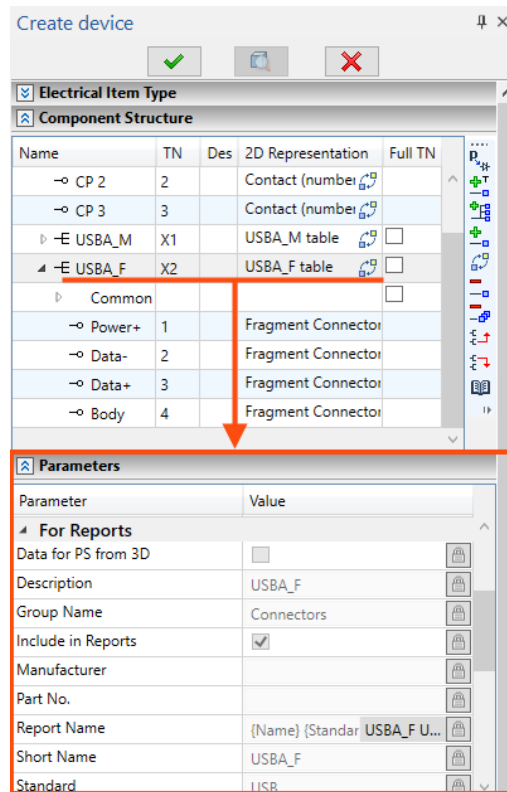 Create device
Electrical Item Type
Component Structure
Name TN Des 2D Representation Full TN
CP 2 2 Contact (number
CP 3 3 Contact (number
USBA_M X1 USBA_M table
USBA_F X2 USBA_F table
Common
Power+ 1 Fragment Connector
Data- 2 Fragment Connector
Data+ 3 Fragment Connector
Body 4 Fragment Connector
Parameters
Parameter Value
For Reports
Data for PS from 3D
Description USBA_F
Group Name Connectors
Include in Reports
Manufacturer
Part No.
Report Name {Name} {Standar USBA_F U...
Short Name USBA_F
Standard USB